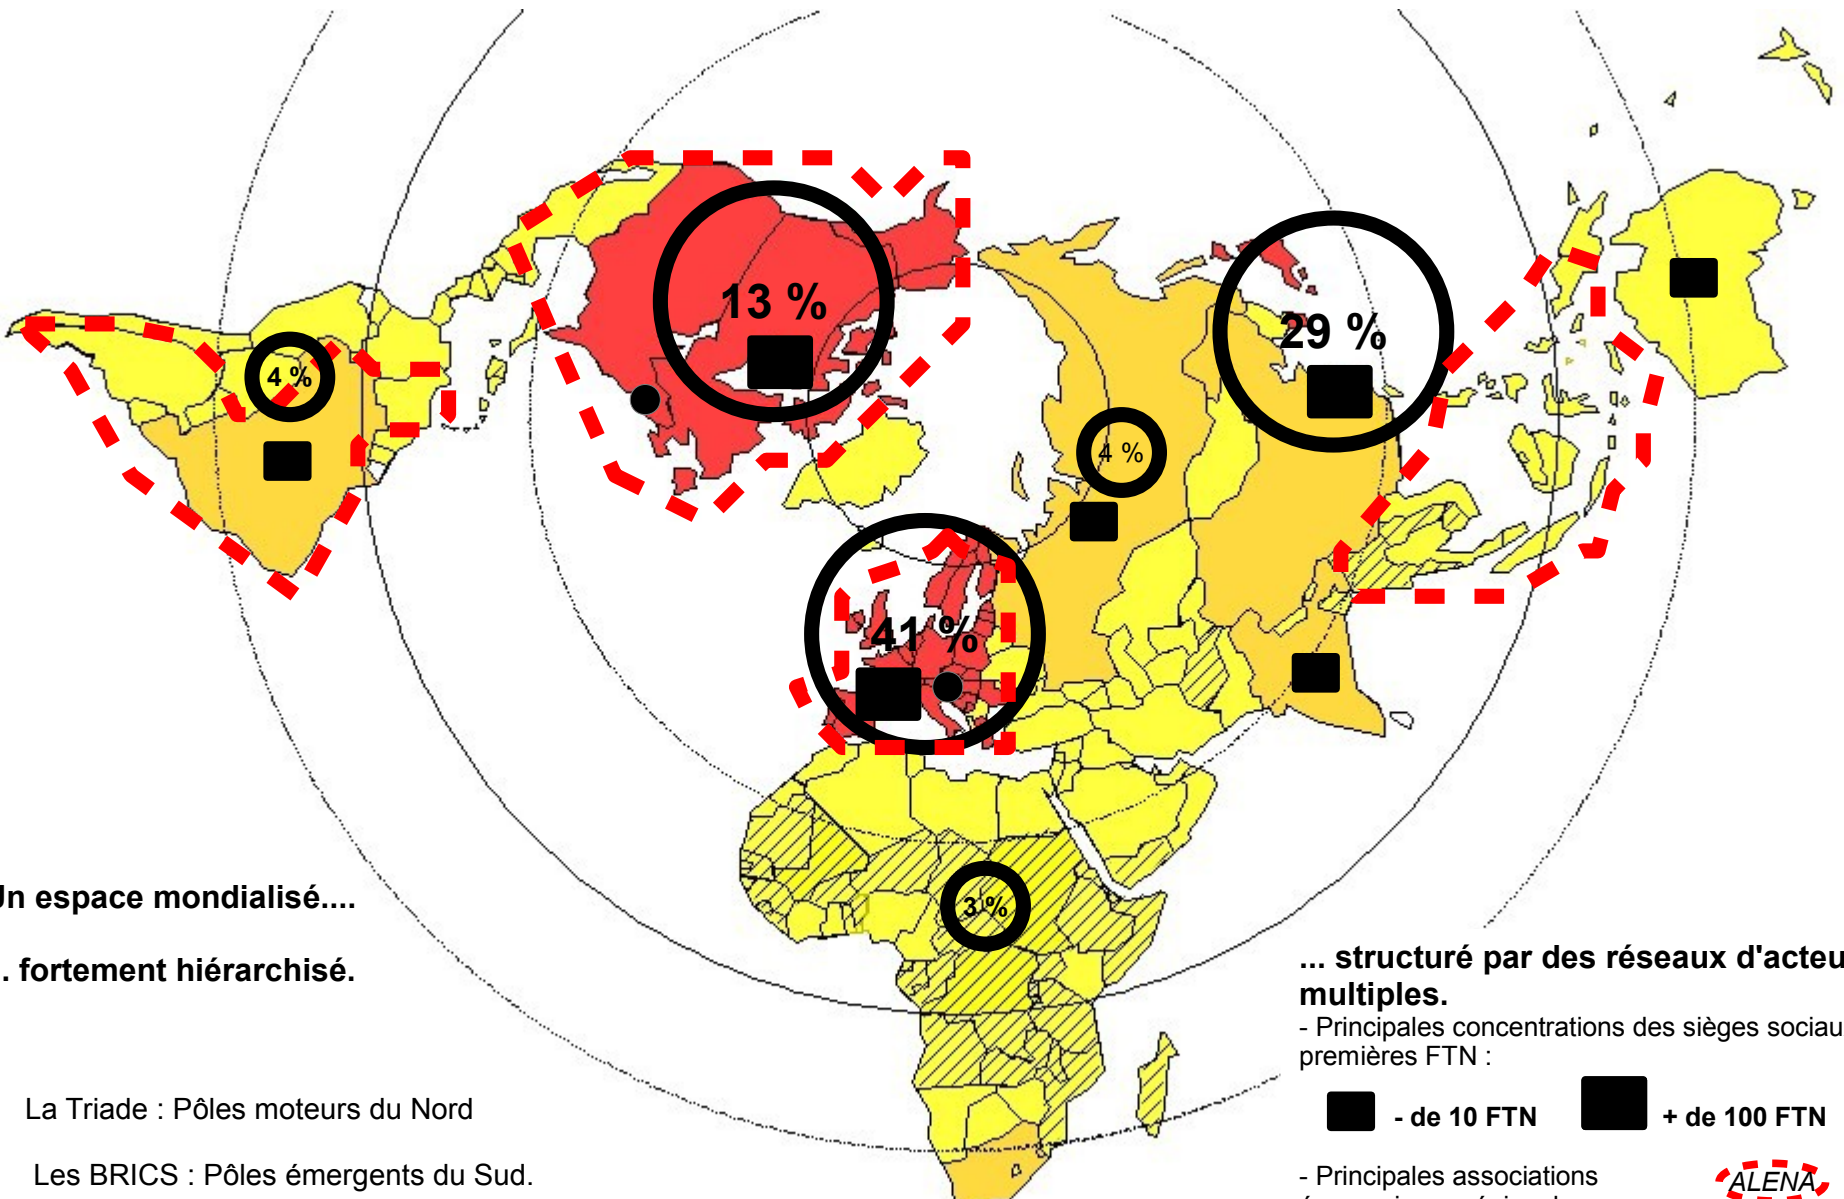 13 %
29 %
4 %
4 %
41 %
3 %
Un espace mondialisé....
. fortement hiérarchisé.
La Triade : Pôles moteurs du Nord
Les BRICS : Pôles émergents du Sud.
... structuré par des réseaux d'acteu
multiples.
- Principales concentrations des sièges sociau
premières FTN :
- de 10 FTN
+ de 100 FTN
- Principales associations
ALENA